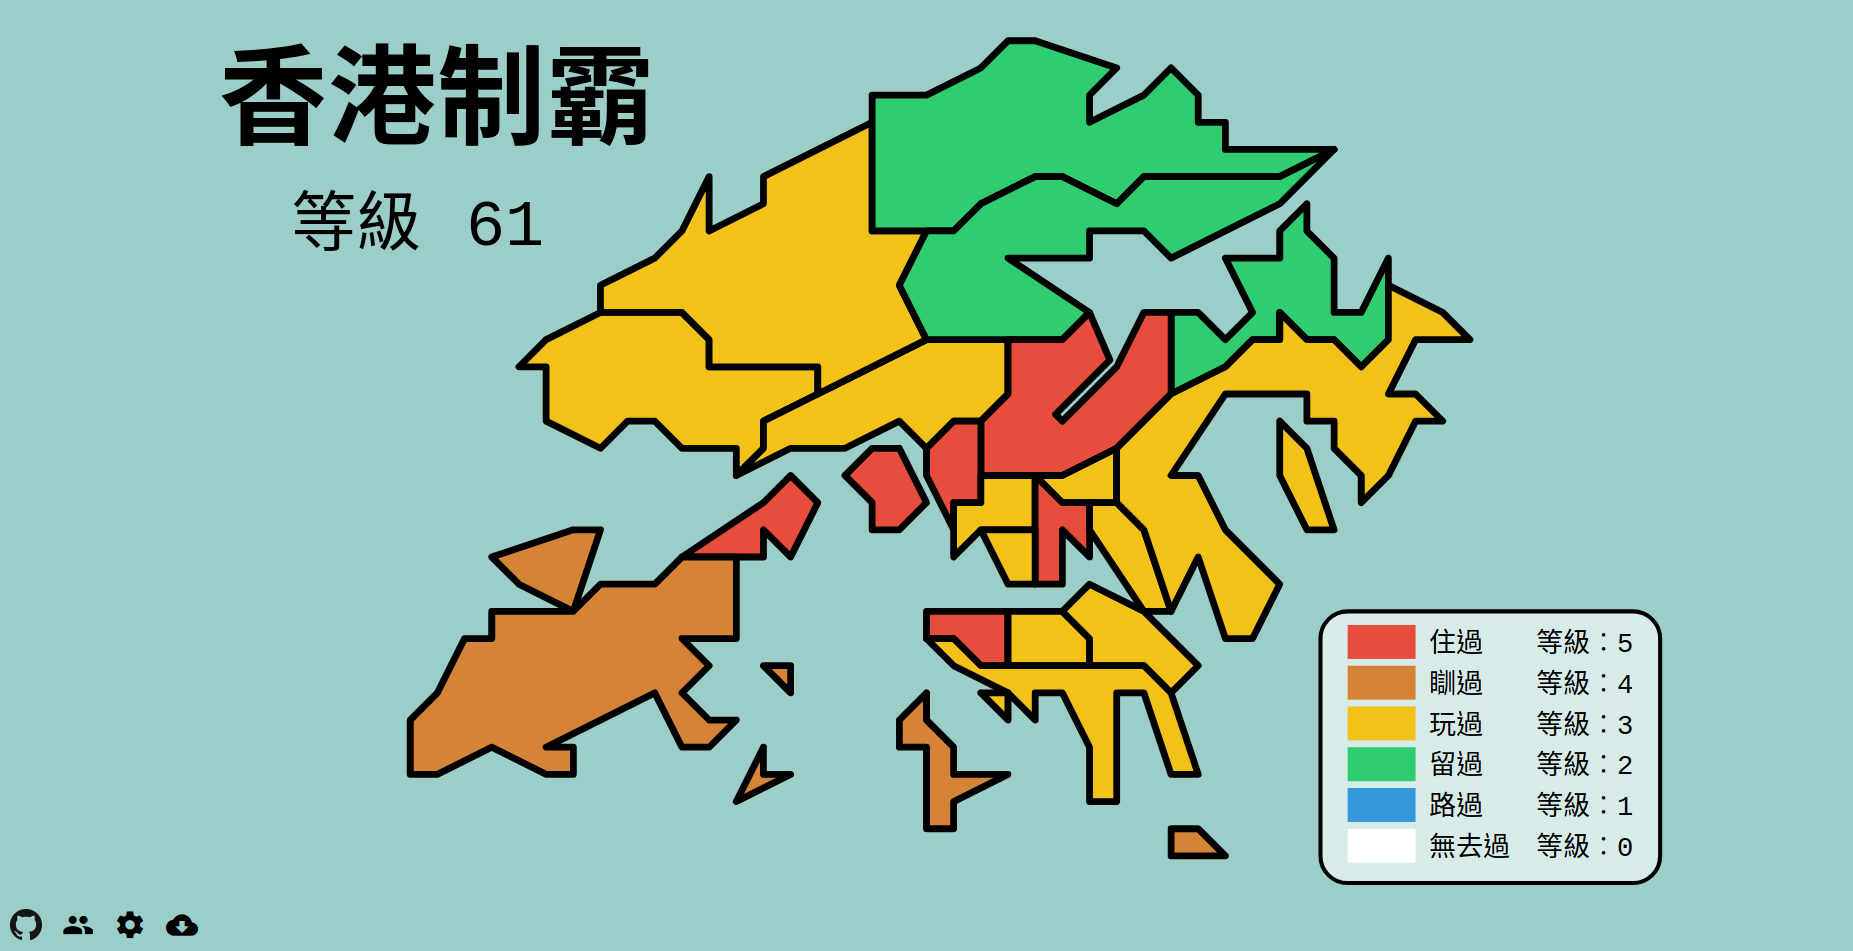 香港制霸
等級 61
住過 等級：5
瞓過 等級：4
玩過 等級：3
留過 等級：2
路過 等級：1
無去過 等級：0